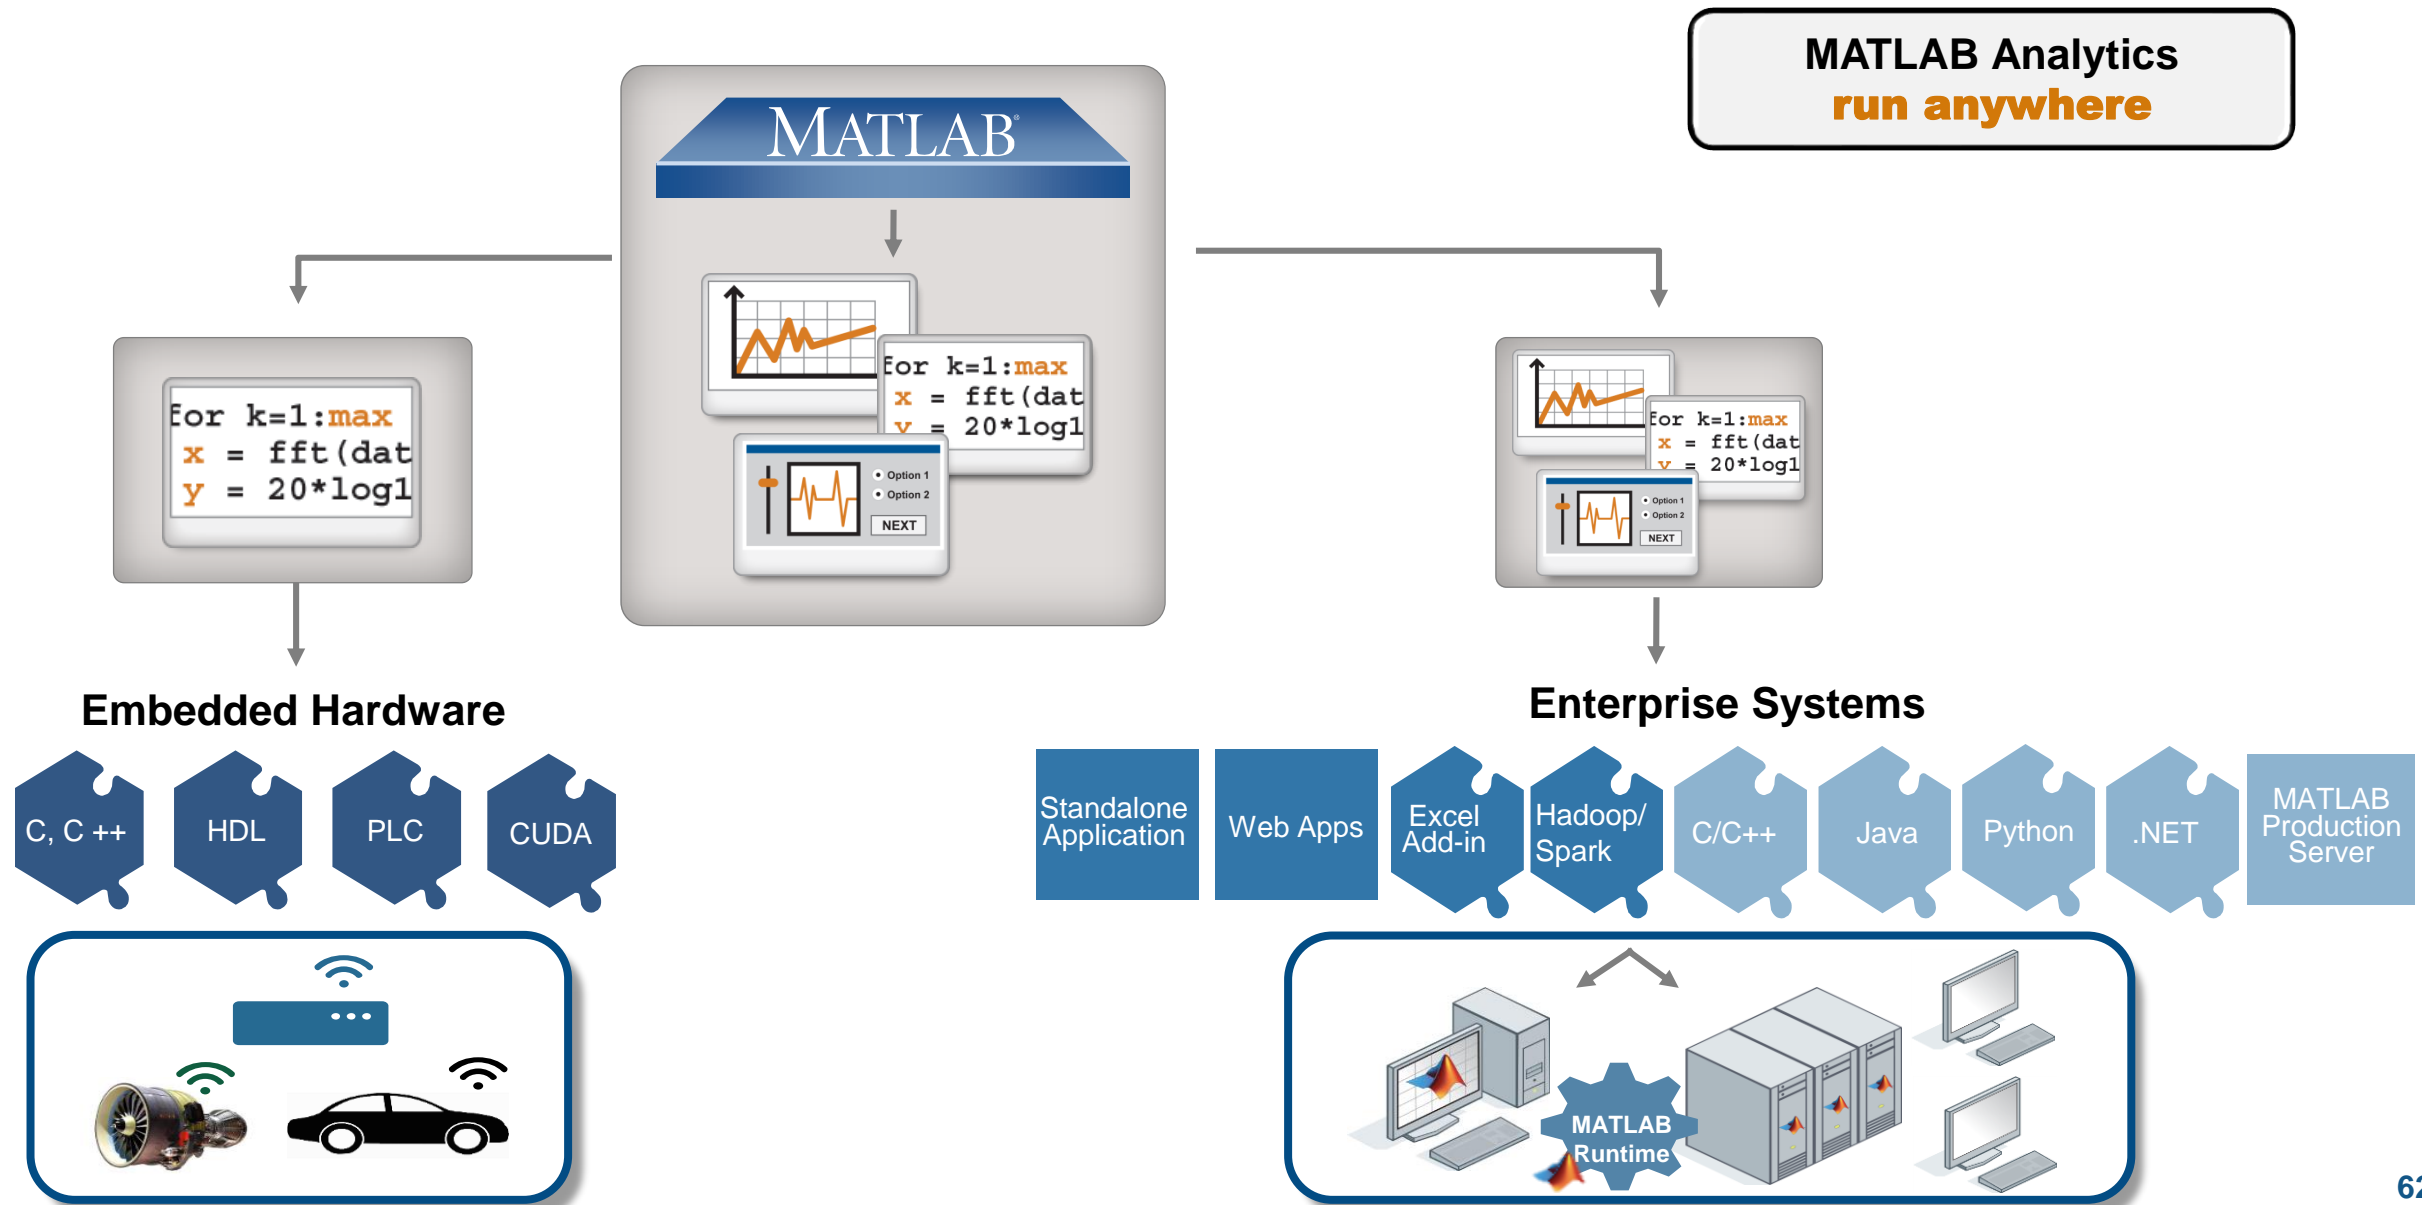 MATLAB Analytics
run anywhere
MATLAB®
for k=1:max
x = fft(dat
y = 20*log1
for k=1:max
x = fft(dat
y = 20*log1
Option 1
Option 2
NEXT
for k=1:max
x = fft(dat
y = 20*log1
Option 1
Option 2
NEXT
Embedded Hardware
C, C ++
HDL
PLC
CUDA
Enterprise Systems
Standalone
Application
Web Apps
Excel
Add-in
Hadoop/
Spark
C/C++
Java
Python
.NET
MATLAB
Production
Server
MATLAB
Runtime
62